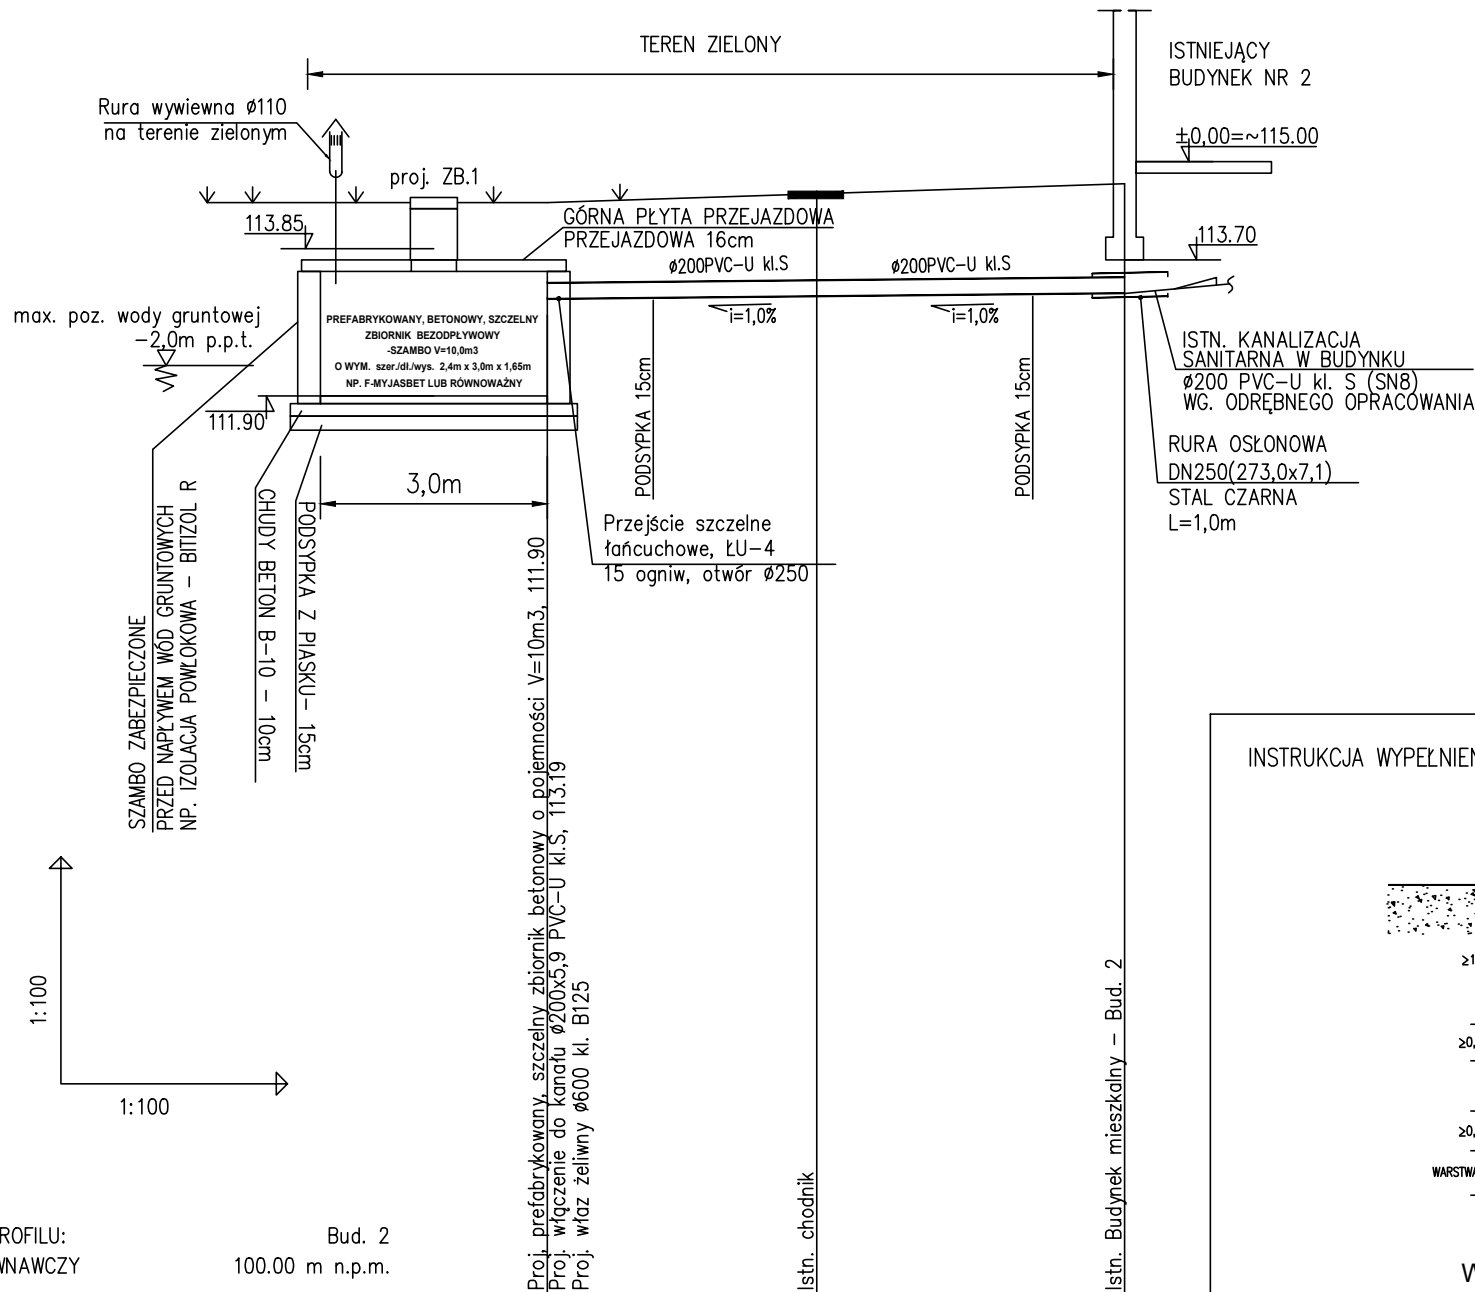 TEREN ZIELONY
ISTNIEJĄCY
BUDYNEK NR 2
Rura wywiewna ø110
na terenie zielonym
±0,00=~115.00
proj. ZB.1
113.85
GÓRNA PŁYTA PRZEJAZDOWA
PRZEJAZDOWA 16cm
113.70
ø200PVC-U kl.S
ø200PVC-U kl.S
max. poz. wody gruntowej
-2,0m p.p.t.
i=1,0%
i=1,0%
PREFABRYKOWANY, BETONOWY, SZCZELNY
ZBIORNIK BEZODPŁYWOWY
-SZAMBO V=10,0m3
O WYM. szer./dł./wys. 2,4m x 3,0m x 1,65m
NP. F-MYJASBET LUB RÓWNOWAŻNY
ISTN. KANALIZACJA
SANITARNA W BUDYNKU
ø200 PVC-U kl. S (SN8)
WG. ODRĘBNEGO OPRACOWANIA
111.90
PODSYPKA 15cm
PODSYPKA 15cm
RURA OSŁONOWA
DN250(273,0x7,1)
STAL CZARNA
L=1,0m
3,0m
Przejście szczelne
łańcuchowe, ŁU-4
15 ogniw, otwór ø250
SZAMBO ZABEZPIECZONE
PRZED NAPŁYWEM WÓD GRUNTOWYCH
NP. IZOLACJA POWŁOKOWA - BITIZOL R
CHUDY BETON B-10 - 10cm
PODSYPKA Z PIASKU- 15cm
Proj. prefabrykowany, szczelny zbiornik betonowy o pojemności V=10m3, 111.90
Proj. włączenie do kanału ø200x5,9 PVC-U kl.S, 113.19
Proj. właz żeliwny ø600 kl. B125
Istn. chodnik
Istn. Budynek mieszkalny - Bud. 2
INSTRUKCJA WYPEŁNIEN
≥1
≥0,
≥0,
WARSTWA
W
1:100
1:100
ROFILU:
Bud. 2
WNAWCZY
100.00 m n.p.m.